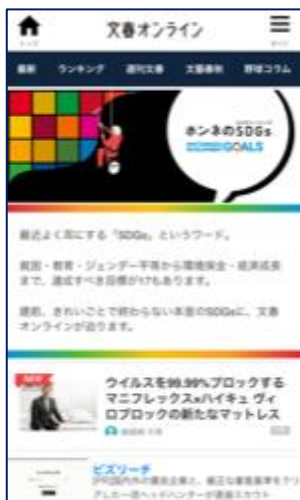 文春オンライン
最新 ランキング 週刊文春 文藝春秋 野球コラム
ホンネのSDGs
GOALS
最近よく耳にする「SDGs」というワード。
貧困・教育・ジェンダー平等から環境保全・経済成長
まで、達成すべき目標が17もあります。
建前、きれいごとで終わらない本音のSDGsに、文春
オンラインが迫ります。
NEW
ウイルスを99.99%ブロックする
マニフレックス×ハイキュ ヴィ
ロブロックの新たなマットレス
ビズリーチ